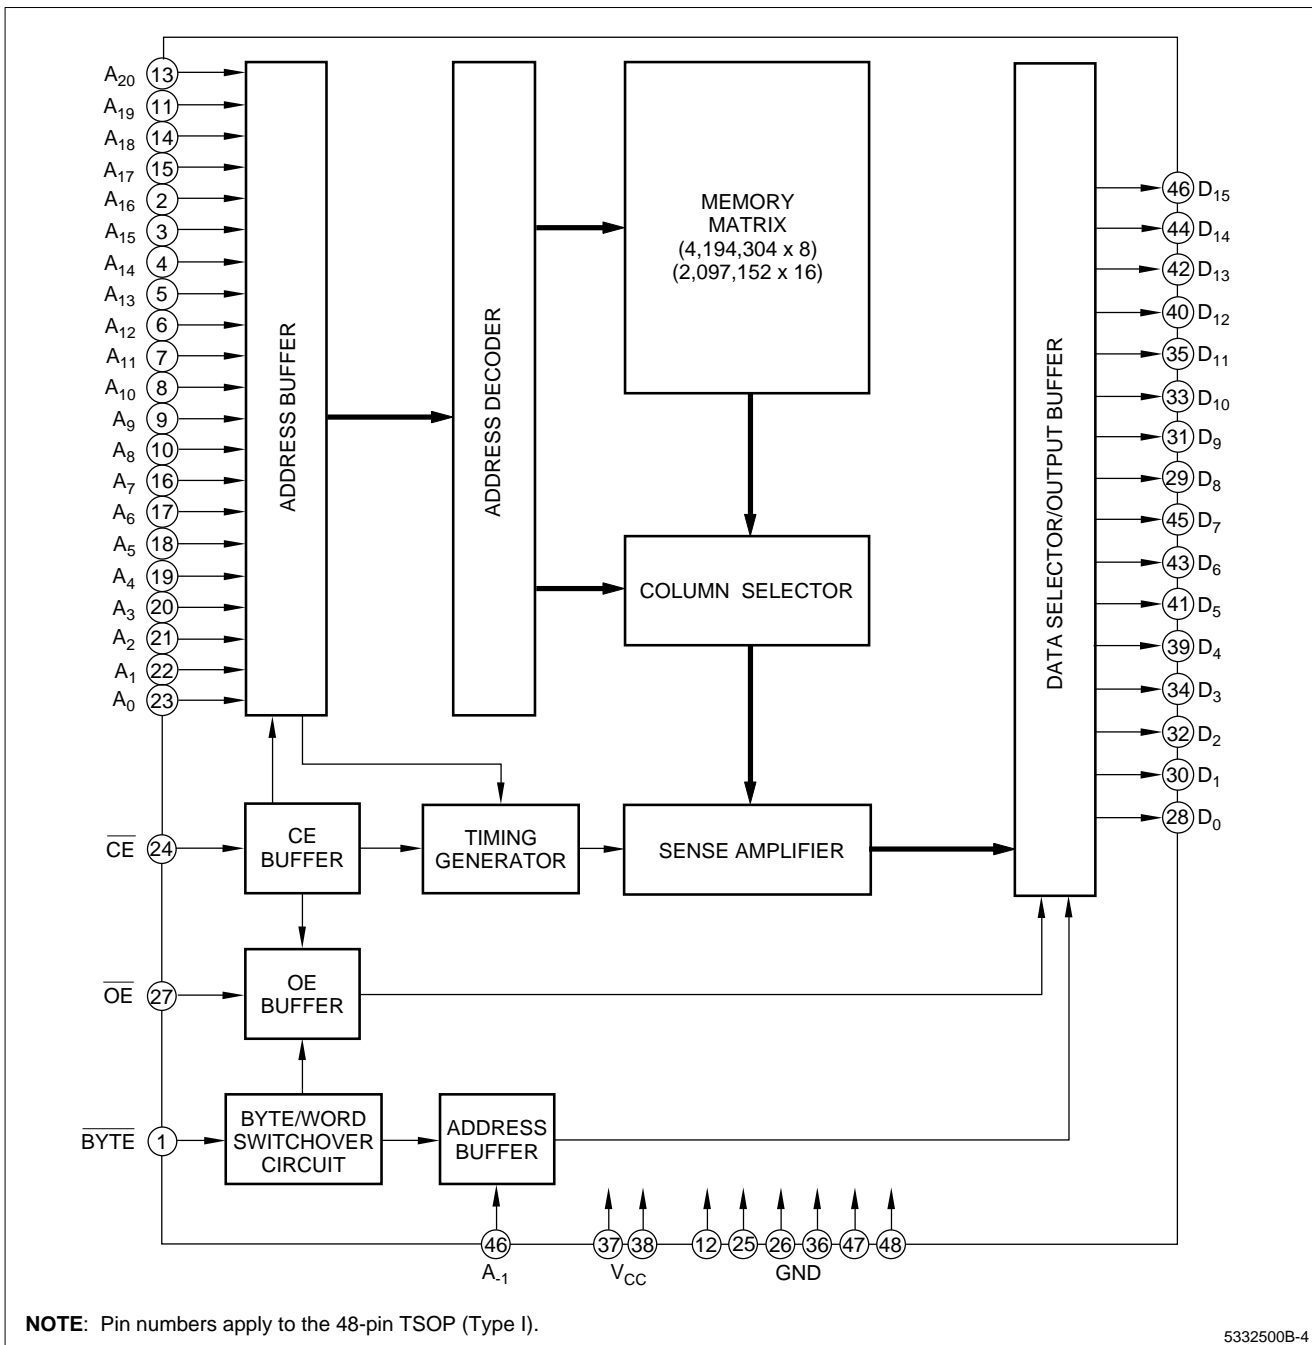 A20 13
A19 11
A18 14
A17 15
A16 2
A15 3
A14 4
A13 5
A12 6
A11 7
A10 8
A9 9
A8 10
A7 16
A6 17
A5 18
A4 19
A3 20
A2 21
A1 22
A0 23
ADDRESS BUFFER
ADDRESS DECODER
MEMORY
MATRIX
(4,194,304 x 8)
(2,097,152 x 16)
COLUMN SELECTOR
DATA SELECTOR/OUTPUT BUFFER
46 D15
44 D14
42 D13
40 D12
35 D11
33 D10
31 D9
29 D8
45 D7
43 D6
41 D5
39 D4
34 D3
32 D2
30 D1
28 D0
CE 24
CE
BUFFER
TIMING
GENERATOR
SENSE AMPLIFIER
OE 27
OE
BUFFER
BYTE 1
BYTE/WORD
SWITCHOVER
CIRCUIT
ADDRESS
BUFFER
46 37 38 12 25 26 36 47 48
A-1 VCC GND
NOTE: Pin numbers apply to the 48-pin TSOP (Type I).
5332500B-4